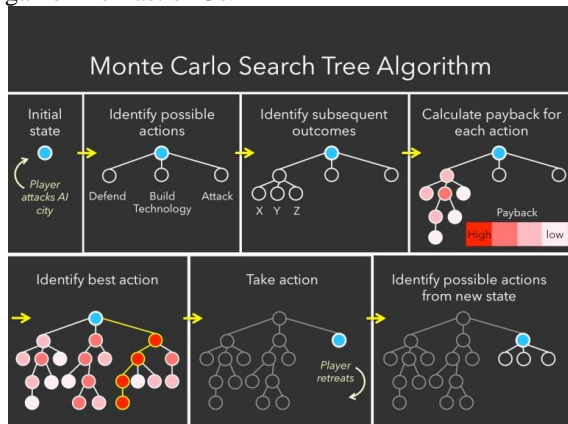 Monte Carlo Search Tree Algorithm
Initial
state
Player
attacks AI
city
Identify possible
actions
Defend
Build
Technology
Attack
Identify subsequent
outcomes
X Y Z
Calculate payback for
each action
Payback
High
low
Identify best action
Take action
Player
retreats
Identify possible actions
from new state